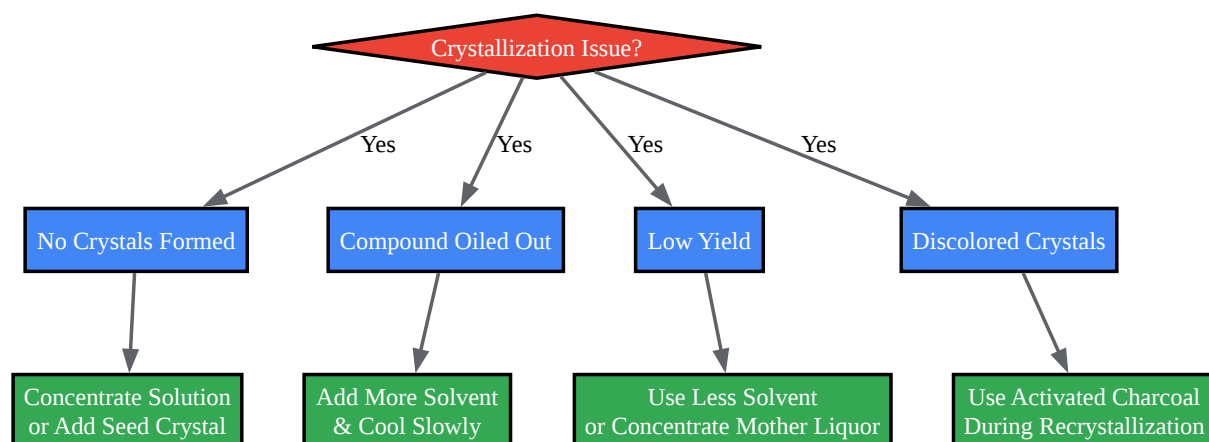 Crystallization Issue?
Yes
Yes
Yes
Yes
No Crystals Formed
Compound Oiled Out
Low Yield
Discolored Crystals
Concentrate Solution
or Add Seed Crystal
Add More Solvent
& Cool Slowly
Use Less Solvent
or Concentrate Mother Liquor
Use Activated Charcoal
During Recrystallization